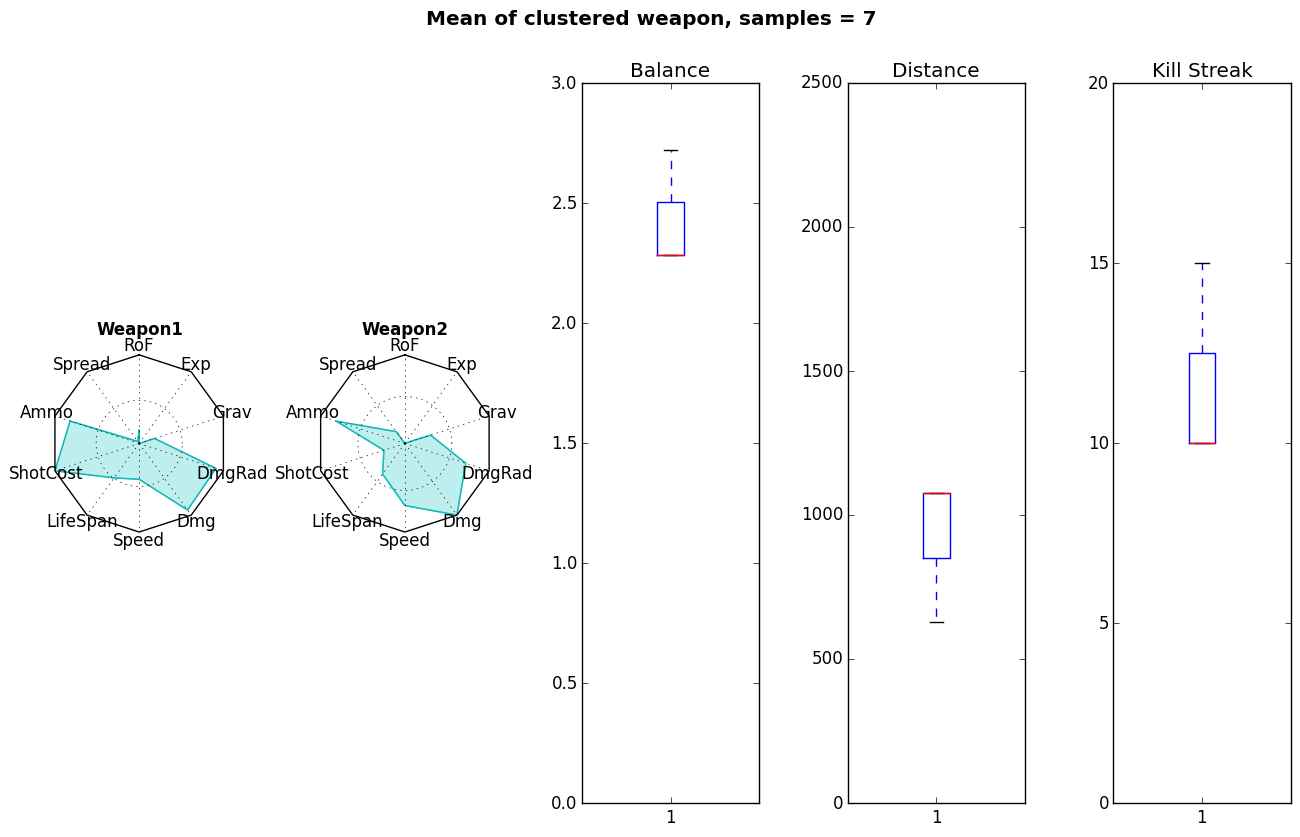 Mean of clustered weapon, samples = 7
Weapon1
RoF
Exp
Spread
Grav
Ammo
DmgRad
ShotCost
Dmg
LifeSpan
Speed
Weapon2
RoF
Exp
Spread
Grav
Ammo
DmgRad
ShotCost
Dmg
LifeSpan
Speed
Balance
3.0
2.5
2.0
1.5
1.0
0.5
0.0
1
Distance
2500
2000
1500
1000
500
0
1
Kill Streak
20
15
10
5
0
1